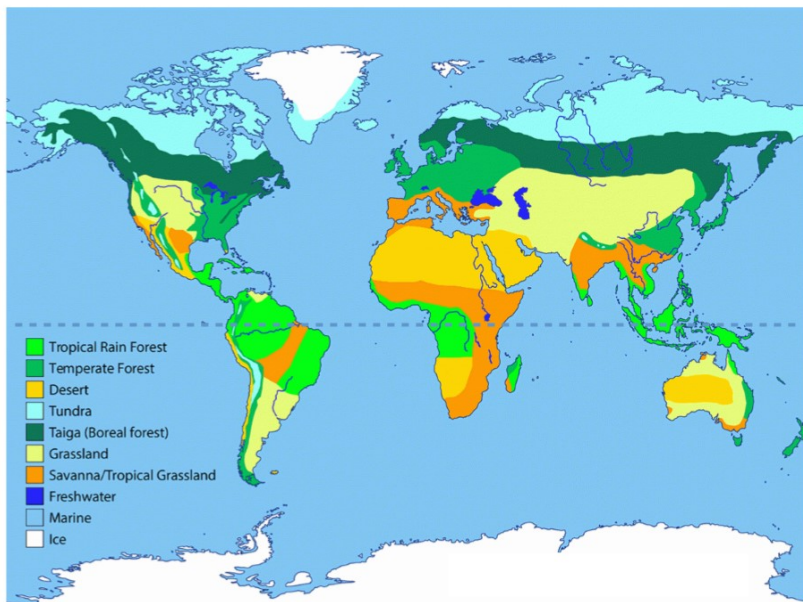 Tropical Rain Forest
Temperate Forest
Desert
Tundra
Taiga (Boreal forest)
Grassland
Savanna/Tropical Grassland
Freshwater
Marine
Ice